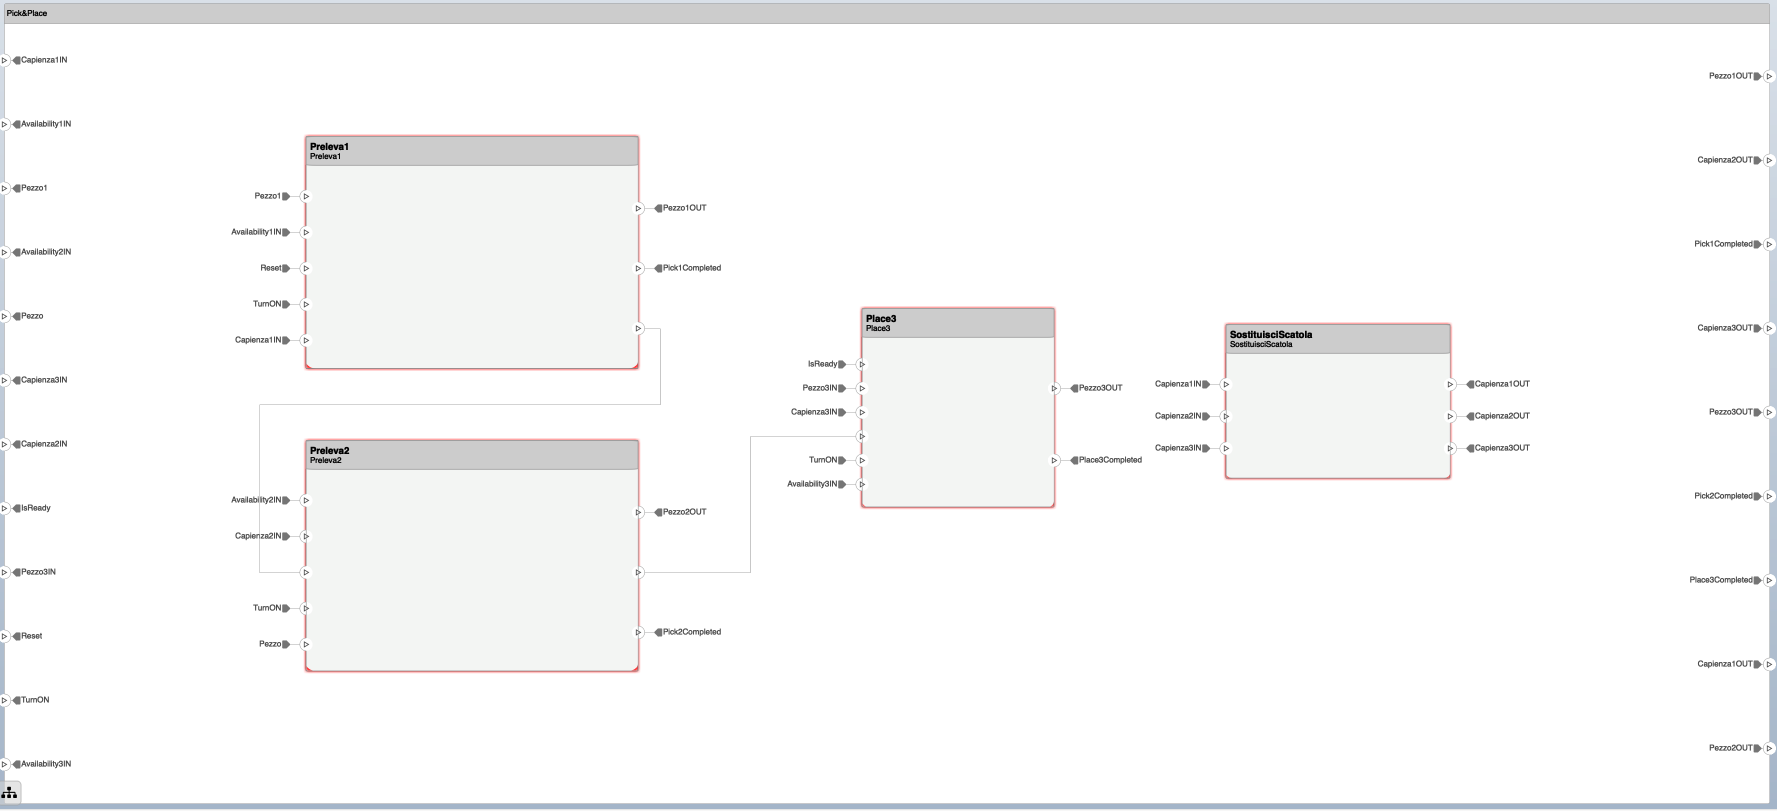 Pick&Place
Capienza1IN
Availability1IN
Pezzo1
Availability2IN
Pezzo
Capienza3IN
Capienza2IN
IsReady
Pezzo3IN
Reset
TurnON
Availability3IN
Preleva1
Preleva1
Pezzo1
Availability1IN
Reset
TurnON
Capienza1IN
Pezzo1OUT
Pick1Completed
Preleva2
Preleva2
Availability2IN
Capienza2IN
TurnON
Pezzo
Pezzo2OUT
Pick2Completed
Place3
Place3
IsReady
Pezzo3IN
Capienza3IN
TurnON
Availability3IN
Pezzo3OUT
Place3Completed
SostituisciScatola
SostituisciScatola
Capienza1IN
Capienza2IN
Capienza3IN
Capienza1OUT
Capienza2OUT
Capienza3OUT
Pezzo1OUT
Capienza2OUT
Pick1Completed
Capienza3OUT
Pezzo3OUT
Pick2Completed
Place3Completed
Capienza1OUT
Pezzo2OUT